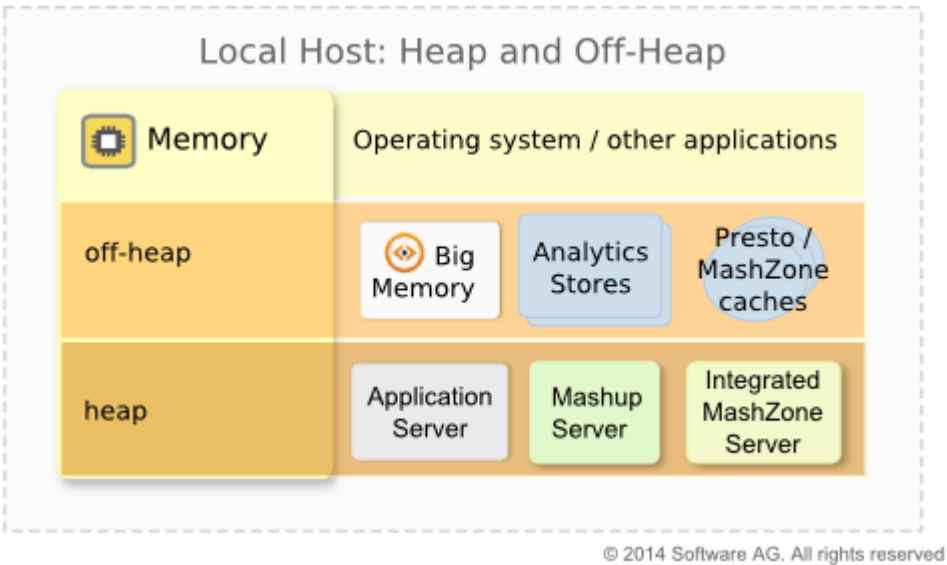 Local Host: Heap and Off-Heap
Memory
Operating system / other applications
off-heap
Big
Memory
Analytics
Stores
Presto /
MashZone
caches
heap
Application
Server
Mashup
Server
Integrated
MashZone
Server
© 2014 Software AG. All rights reserved